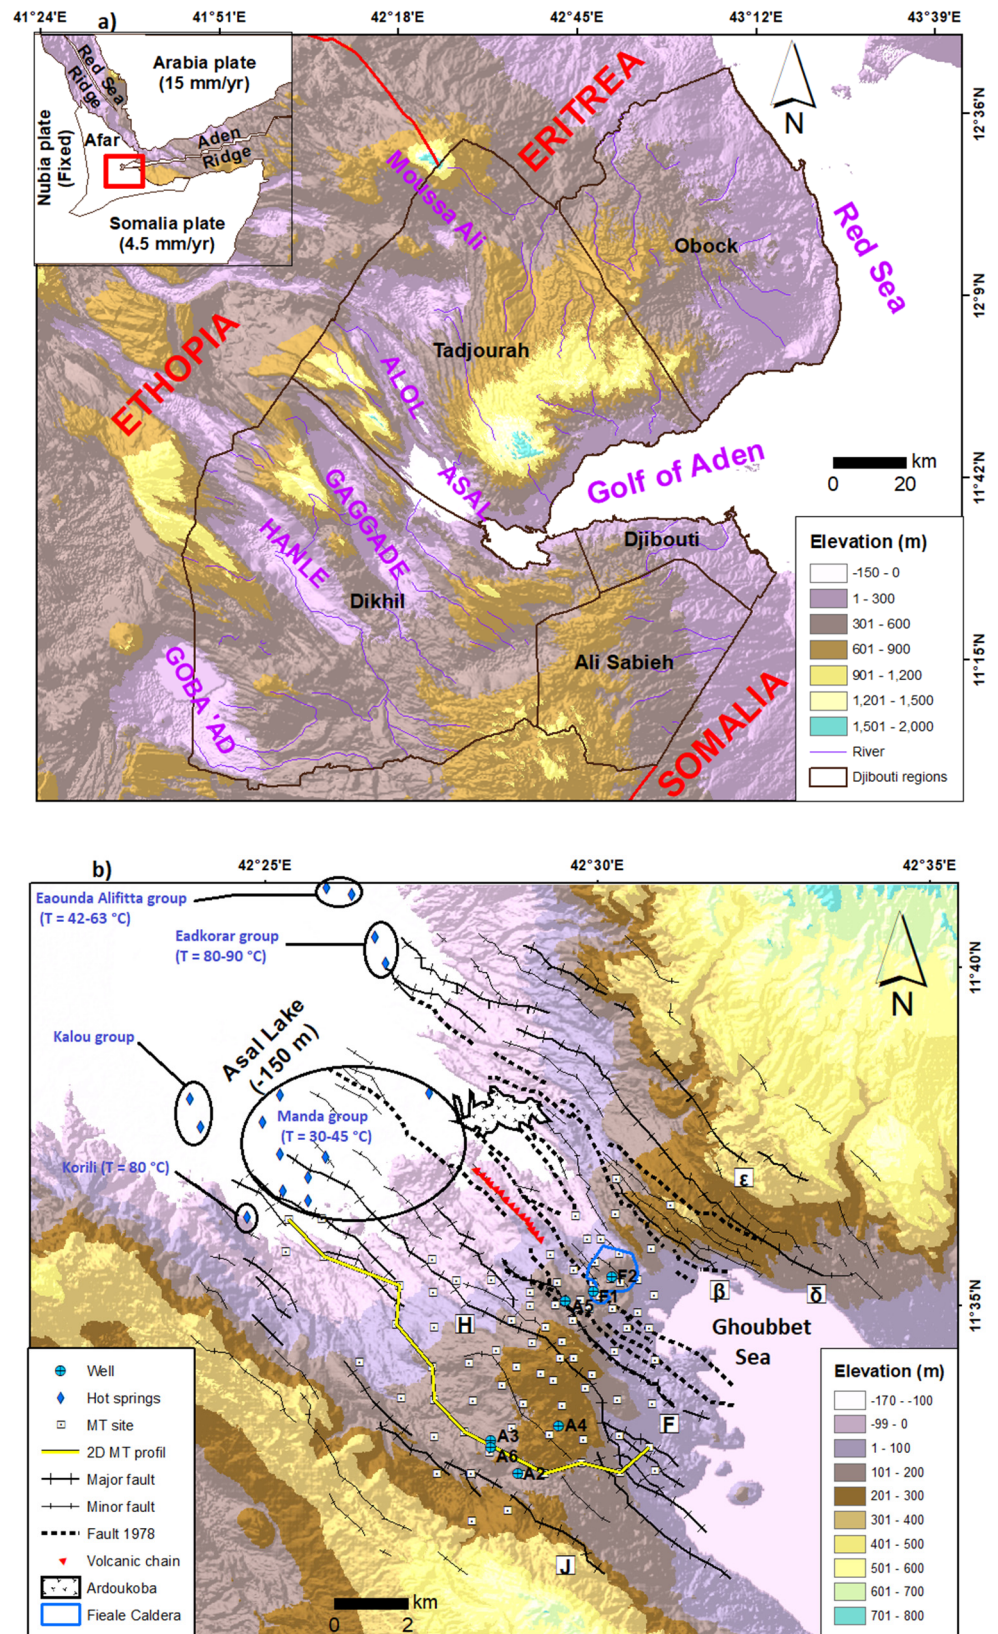 41°24'E 41°51'E 42°18'E 42°45'E 43°12'E 43°39'E
a)
Red Sea
Ridge
Arabia plate
(15 mm/yr)
Nubia plate
(Fixed)
Afar
Aden
Ridge
Somalia plate
(4.5 mm/yr)
ERITREA
N
12°36'N
Moussa Ali
Obock
Red Sea
12°9'N
ETHOPIA
Tadjourah
ALOL
ASAL
Golf of Aden
km
0 20
11°42'N
GAGGADE
HANLE
Djibouti
Dikhil
Ali Sabieh
GOBA 'AD
SOMALIA
11°15'N
Elevation (m)
-150 - 0
1 - 300
301 - 600
601 - 900
901 - 1,200
1,201 - 1,500
1,501 - 2,000
River
Djibouti regions
b)
42°25'E 42°30'E 42°35'E
Eaounda Alifitta group
(T = 42-63 °C)
Eadkorar group
(T = 80-90 °C)
N
11°40'N
Kalou group
Asal Lake
(-150 m)
Manda group
(T = 30-45 °C)
Korili (T = 80 °C)
ε
β
δ
F2
F1
A5
H
Ghoubbet
Sea
11°35'N
F
A4
A3
A6
A2
J
km
0 2
Well
Hot springs
MT site
2D MT profil
Major fault
Minor fault
Fault 1978
Volcanic chain
Ardoukoba
Fieale Caldera
Elevation (m)
-170 - -100
-99 - 0
1 - 100
101 - 200
201 - 300
301 - 400
401 - 500
501 - 600
601 - 700
701 - 800